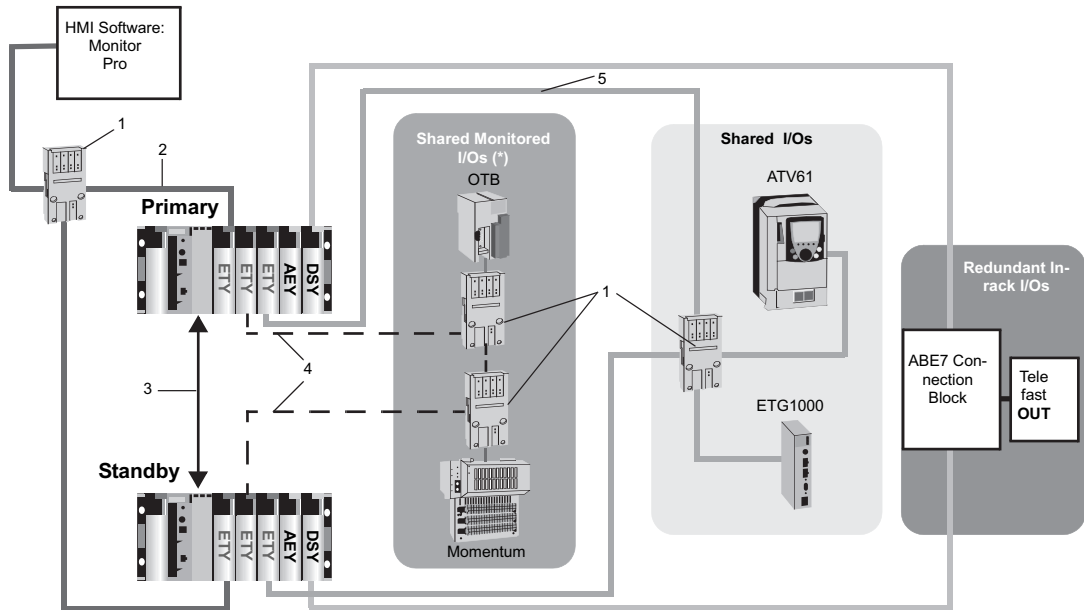 HMI Software:
Monitor
Pro
1
2
5
Shared Monitored
I/Os (*)
OTB
Shared I/Os
ATV61
Primary
ETY
ETY
ETY
AEY
DSY
Redundant In-
rack I/Os
1
3
4
ABE7 Con-
nection
Block
Tele
fast
OUT
ETG1000
Standby
ETY
ETY
ETY
AEY
DSY
Momentum